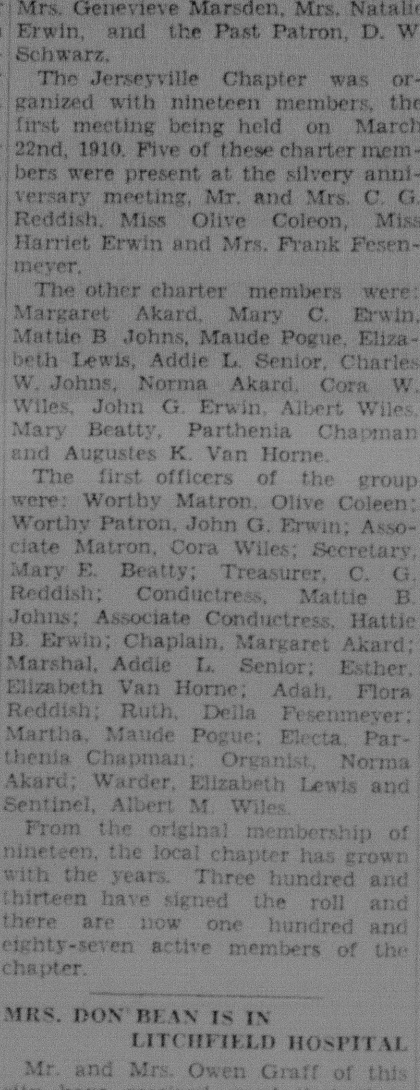 Mrs. Genevieve Marsden, Mrs. Natalie
Erwin, and the Past Patron, D. W.
Schwarz.
The Jerseyville Chapter was or-
ganized with nineteen members, the
first meeting being held on March
22nd, 1910. Five of these charter mem-
bers were present at the silvery anni-
versary meeting, Mr. and Mrs. C. G.
Reddish, Miss Olive Coleon, Miss
Harriet Erwin and Mrs. Frank Fesen-
meyer.
The other charter members were:
Margaret Akard, Mary C. Erwin,
Mattie B Johns, Maude Pogue, Eliza-
beth Lewis, Addie L. Senior, Charles
W. Johns, Norma Akard, Cora W.
Wiles, John G. Erwin, Albert Wiles,
Mary Beatty, Parthenia Chapman
and Augustes K. Van Horne.
The first officers of the group
were: Worthy Matron, Olive Coleen;
Worthy Patron, John G. Erwin; Asso-
ciate Matron, Cora Wiles; Secretary,
Mary E. Beatty; Treasurer, C. G.
Reddish; Conductress, Mattie B.
Johns; Associate Conductress, Hattie
B. Erwin; Chaplain, Margaret Akard;
Marshal, Addie L. Senior; Esther,
Elizabeth Van Horne; Adah, Flora
Reddish; Ruth, Della Fesenmeyer;
Martha, Maude Pogue; Electa, Par-
thenia Chapman; Organist, Norma
Akard; Warder, Elizabeth Lewis and
Sentinel, Albert M. Wiles.
From the original membership of
nineteen, the local chapter has grown
with the years. Three hundred and
thirteen have signed the roll and
there are now one hundred and
eighty-seven active members of the
chapter.
MRS. DON BEAN IS IN
LITCHFIELD HOSPITAL
Mr. and Mrs. Owen Graff of this